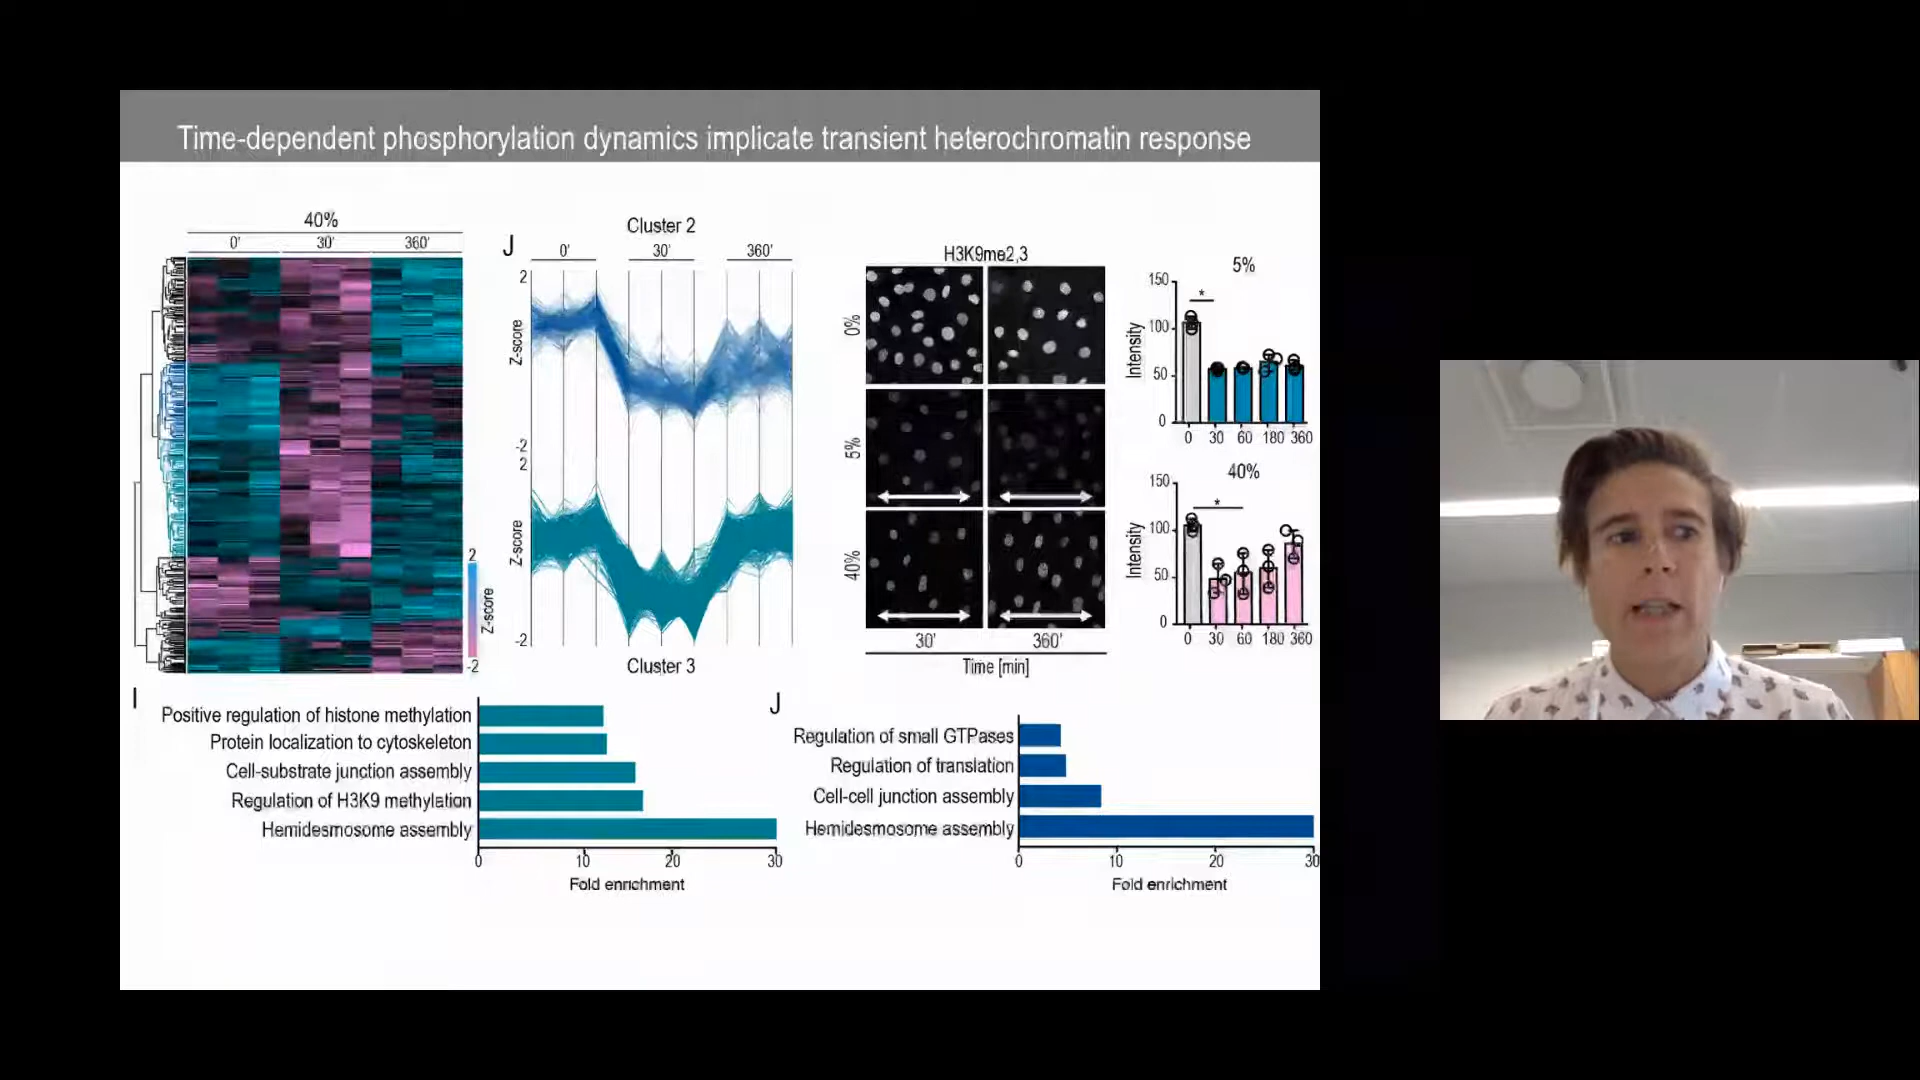 Time-dependent phosphorylation dynamics implicate transient heterochromatin response
40%
0' 30' 360'
2
Z-score
-2
J
Cluster 2
0' 30' 360'
2
Z-score
-2
2
Z-score
-2
Cluster 3
H3K9me2,3
0%
5%
40%
30' 360'
Time [min]
5%
150
*
100
Intensity
50
0
0 30 60 180 360
40%
150
*
100
Intensity
50
0
0 30 60 180 360
I
Positive regulation of histone methylation
Protein localization to cytoskeleton
Cell-substrate junction assembly
Regulation of H3K9 methylation
Hemidesmosome assembly
0 10 20 30
Fold enrichment
J
Regulation of small GTPases
Regulation of translation
Cell-cell junction assembly
Hemidesmosome assembly
0 10 20 30
Fold enrichment